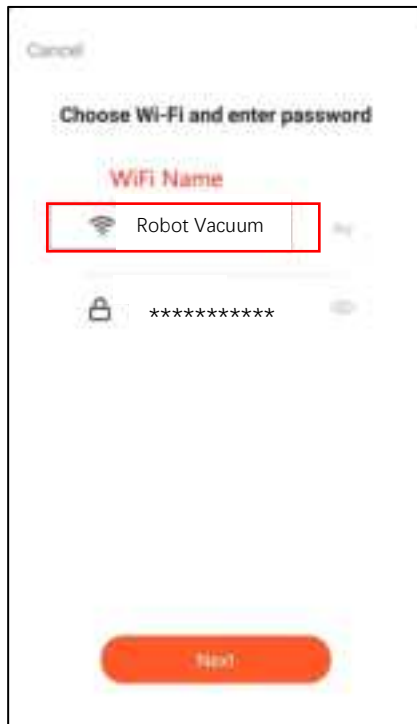 Cancel
Choose Wi-Fi and enter password
WiFi Name
Robot Vacuum
***********
Next